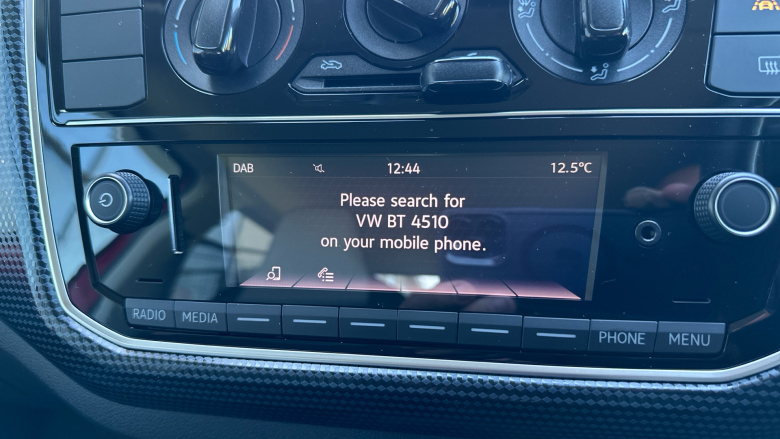 DAB 12:44 12.5°C
Please search for
VW BT 4510
on your mobile phone.
RADIO MEDIA PHONE MENU